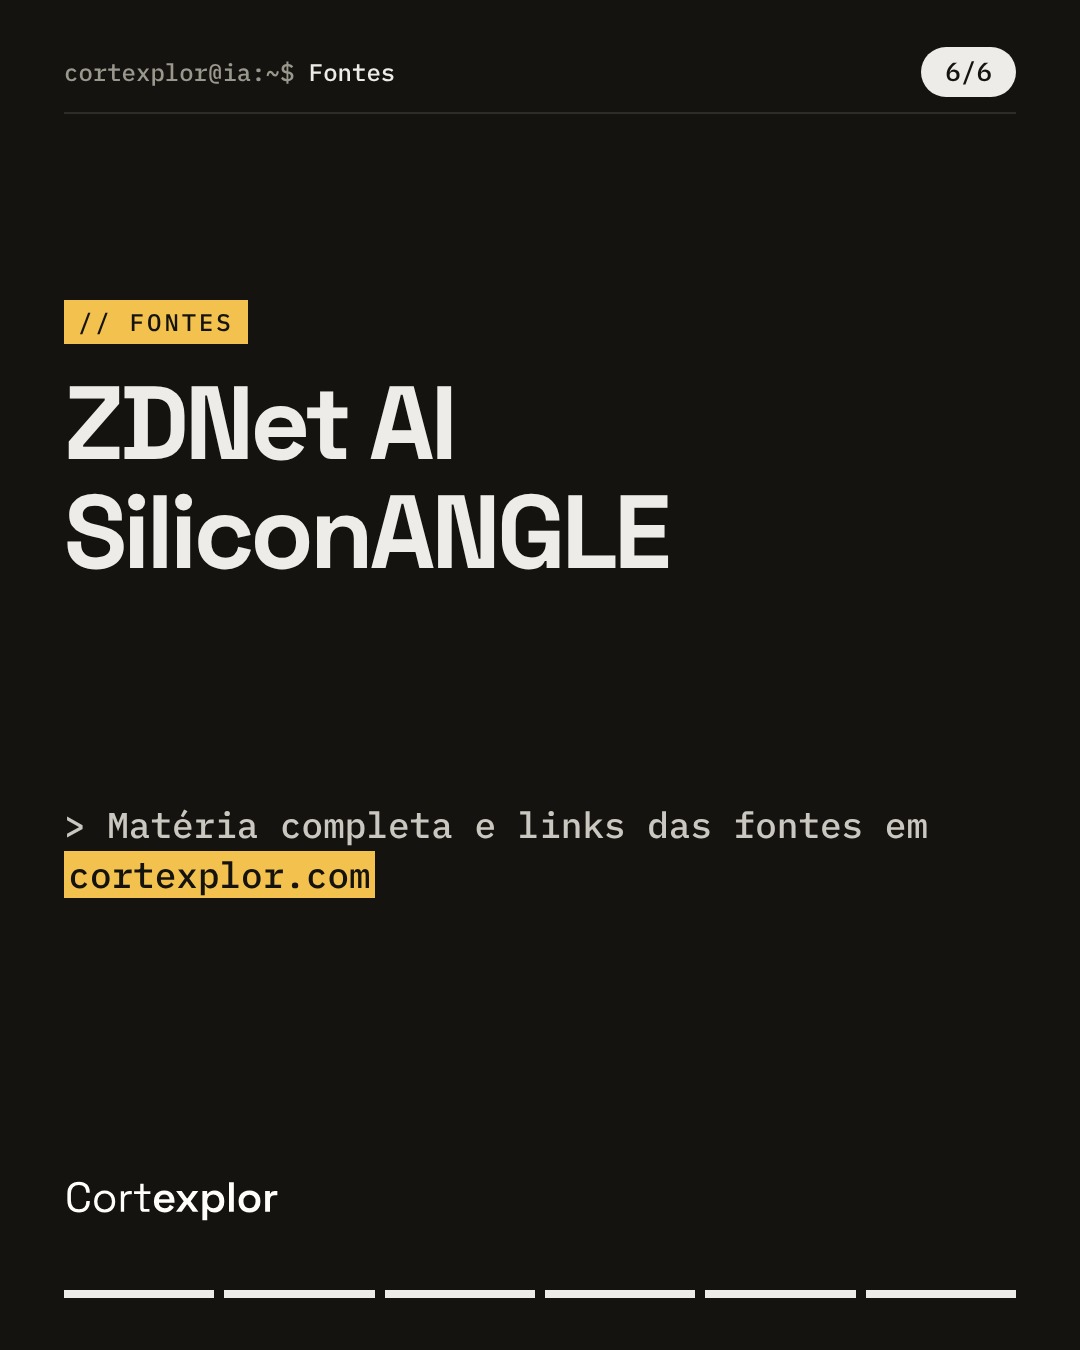 cortexplor@ia:~$ Fontes
6/6
// FONTES
ZDNet AI
SiliconANGLE
> Matéria completa e links das fontes em
cortexplor.com
Cortexplor